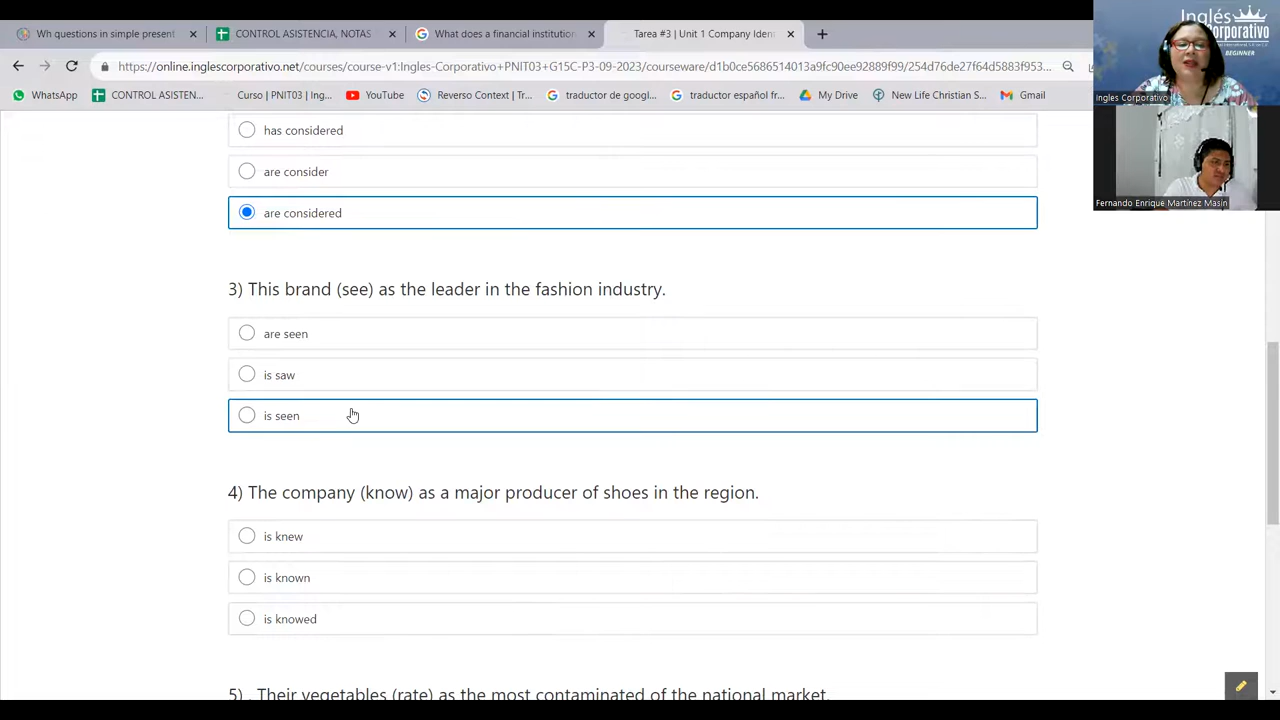 Wh questions in simple present
CONTROL ASISTENCIA, NOTAS
What does a financial institution
Tarea #3 | Unit 1 Company Iden
https://online.inglescorporativo.net/courses/course-v1:Ingles-Corporativo+PNIT03-G15C-P3-09-2023/courseware/d1b0ce5686514013a9fc90ee92889f99/254d76de27f64d5883f953...
WhatsApp
CONTROL ASISTEN...
Curso | PNIT03 | Ing...
YouTube
Reverso Context | Tr...
traductor de googl...
traductor español fr...
My Drive
New Life Christian S...
Gmail
Inglés
Corporativo
BEGINNER
Ingles Corporativo
Fernando Enrique Martínez Masin
has considered
are consider
are considered
3) This brand (see) as the leader in the fashion industry.
are seen
is saw
is seen
4) The company (know) as a major producer of shoes in the region.
is knew
is known
is knowed
5) . Their vegetables (rate) as the most contaminated of the national market.